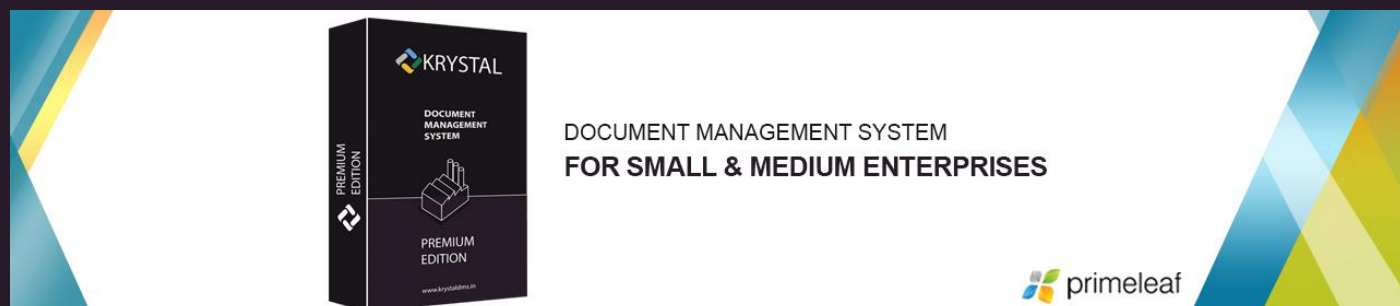 KRYSTAL
DOCUMENT
MANAGEMENT
SYSTEM
PREMIUM
EDITION
PREMIUM
EDITION
www.krystaldms.in
DOCUMENT MANAGEMENT SYSTEM
FOR SMALL & MEDIUM ENTERPRISES
primeleaf